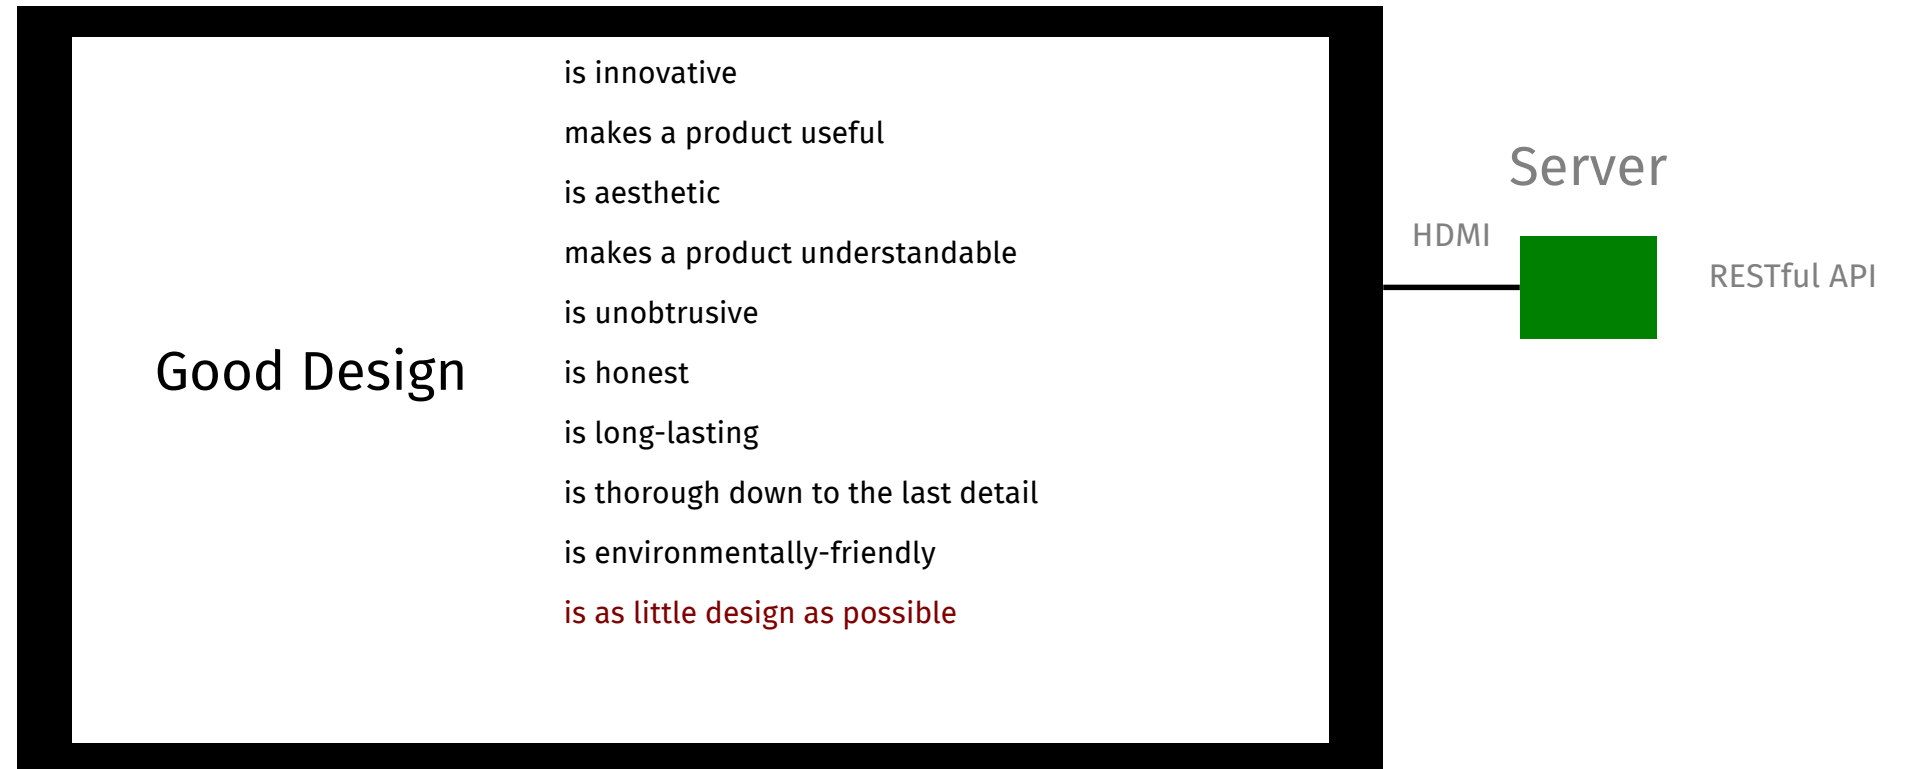 Good Design
is innovative
makes a product useful
is aesthetic
makes a product understandable
is unobtrusive
is honest
is long-lasting
is thorough down to the last detail
is environmentally-friendly
is as little design as possible
Server
HDMI
RESTful API